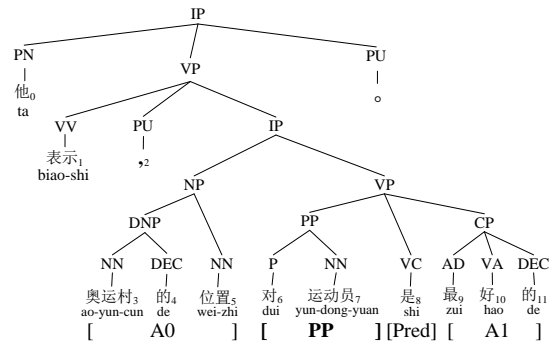 IP
PN VP PU
他0 。
ta
VV PU IP
表示1 ，2
biao-shi
NP VP
DNP PP CP
NN DEC NN P NN VC AD VA DEC
奥运村3 的4 位置5 对6 运动员7 是8 最9 好10 的11
ao-yun-cun de wei-zhi dui yun-dong-yuan shi zui hao de
[ A0 ] [ PP ] [Pred] [ A1 ]